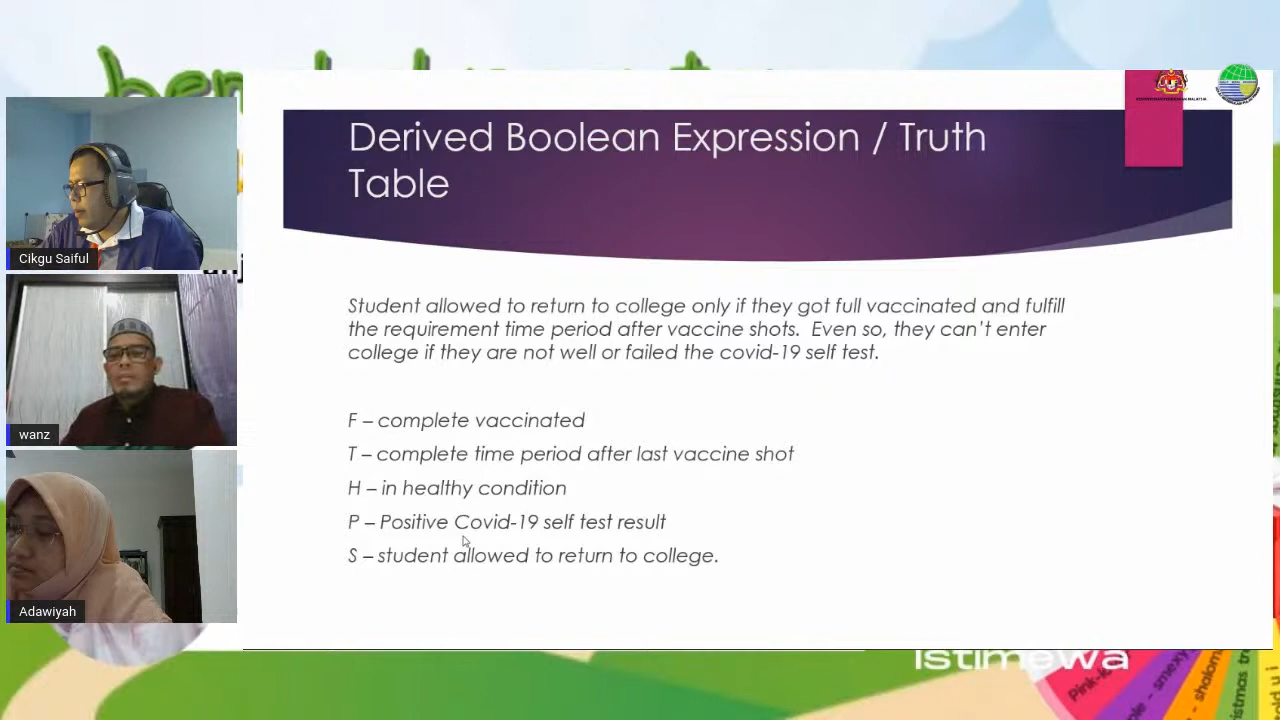 Derived Boolean Expression / Truth
Table
Student allowed to return to college only if they got full vaccinated and fulfill
the requirement time period after vaccine shots. Even so, they can't enter
college if they are not well or failed the covid-19 self test.
F – complete vaccinated
T – complete time period after last vaccine shot
H – in healthy condition
P – Positive Covid-19 self test result
S – student allowed to return to college.
Cikgu Saiful
wanz
Adawiyah
istimewa